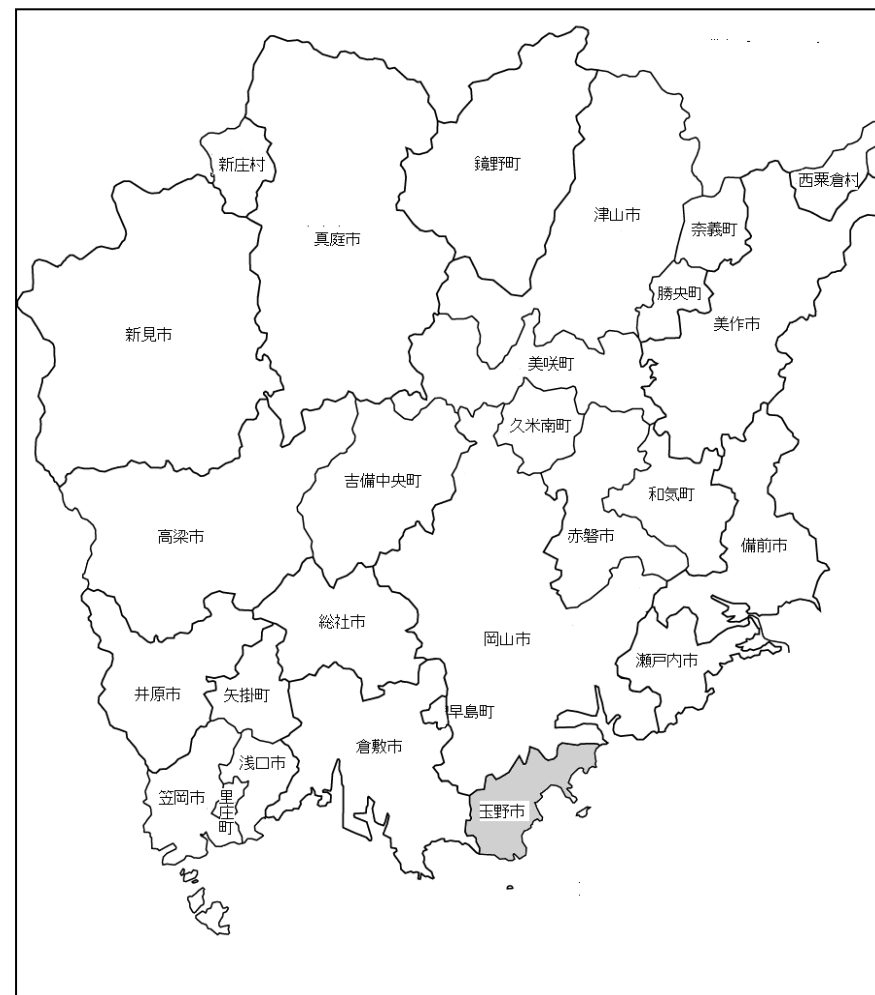 新庄村
鏡野町
西粟倉村
津山市
奈義町
真庭市
勝央町
美作市
新見市
美咲町
久米南町
吉備中央町
和気町
高梁市
赤磐市
備前市
総社市
岡山市
瀬戸内市
井原市
矢掛町
早島町
倉敷市
浅口市
笠岡市
里庄町
玉野市